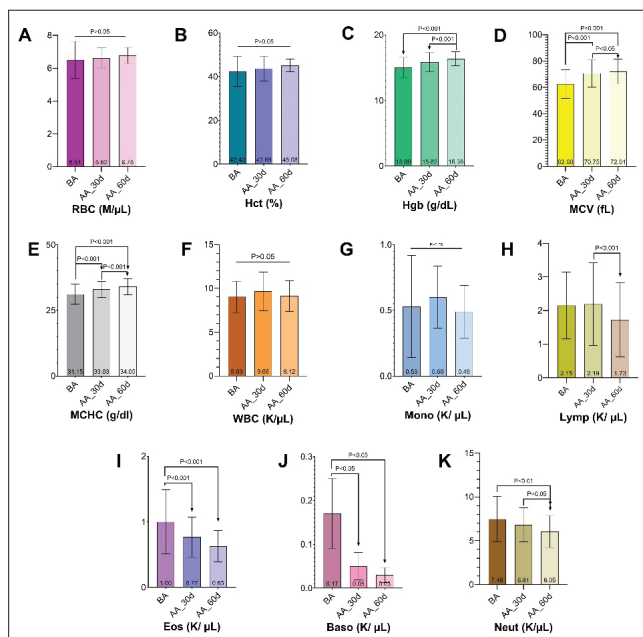 A
P>0.05
8
6
4
2
0
6.51
6.62
6.78
BA
AA_30d
AA_60d
RBC (M/µL)
B
P>0.05
60
40
20
0
42.42
43.66
45.08
BA
AA_30d
AA_60d
Hct (%)
C
P<0.001
P<0.001
20
15
10
5
0
15.82
16.38
BA
AA_30d
AA_60d
Hgb (g/dL)
D
P<0.001
P<0.001
P<0.05
100
80
60
40
20
0
70.75
72.01
BA
AA_30d
AA_60d
MCV (fL)
E
P<0.001
P<0.001
P<0.001
50
25
0
31.15
33.03
34.05
BA
AA_30d
AA_60d
MCHC (g/dl)
F
P>0.05
15
10
5
0
9.03
9.66
9.12
BA
AA_30d
AA_60d
WBC (K/µL)
G
1.0
0.5
0.0
0.53
0.60
0.49
BA
AA_30d
AA_60d
Mono (K/ µL)
H
P<0.001
4
3
2
1
0
2.15
2.19
1.73
BA
AA_30d
AA_60d
Lymp (K/ µL)
I
P<0.001
P<0.001
2
1
0
1.00
0.77
0.63
BA
AA_30d
AA_60d
Eos (K/ µL)
J
P<0.05
P<0.05
0.3
0.2
0.1
0.0
0.17
0.05
0.03
BA
AA_30d
AA_60d
Baso (K/ µL)
K
P<0.01
P<0.05
15
10
5
0
7.46
6.81
6.05
BA
AA_30d
AA_60d
Neut (K/µL)